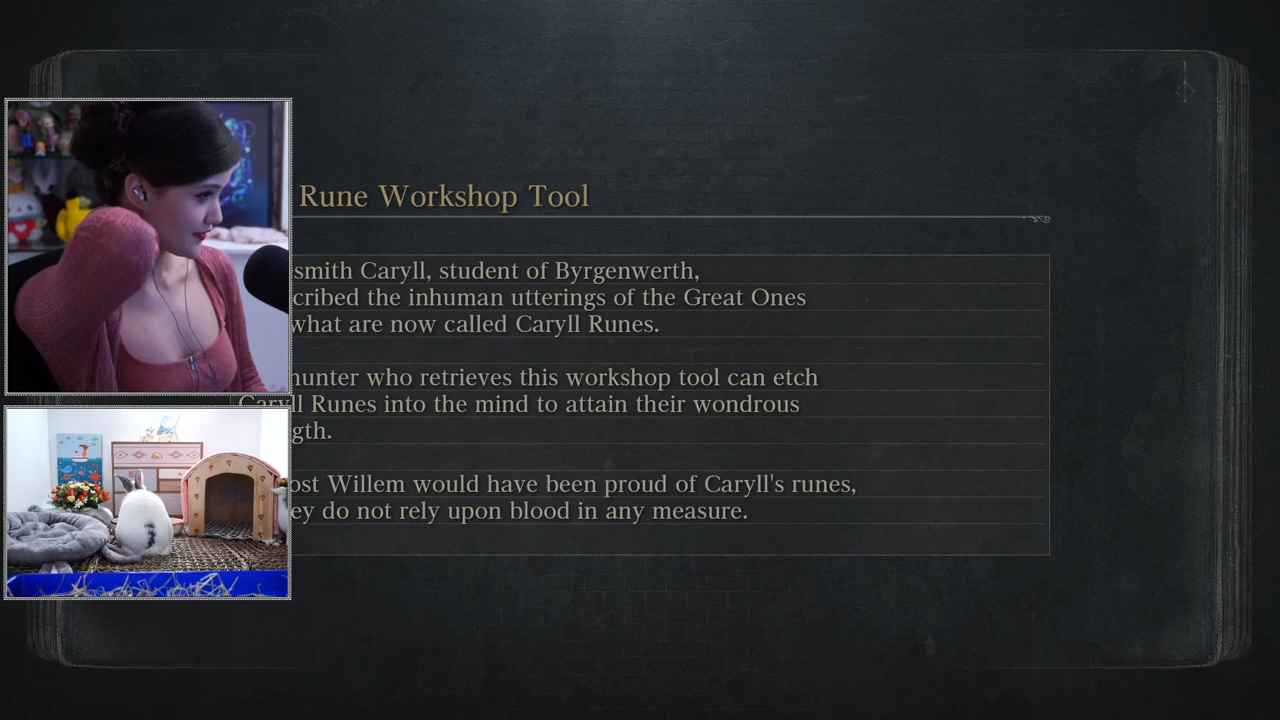 Rune Workshop Tool
smith Caryll, student of Byrgenwerth,
cribed the inhuman utterings of the Great Ones
what are now called Caryll Runes.
hunter who retrieves this workshop tool can etch
Caryll Runes into the mind to attain their wondrous
gth.
ost Willem would have been proud of Caryll's runes,
ey do not rely upon blood in any measure.